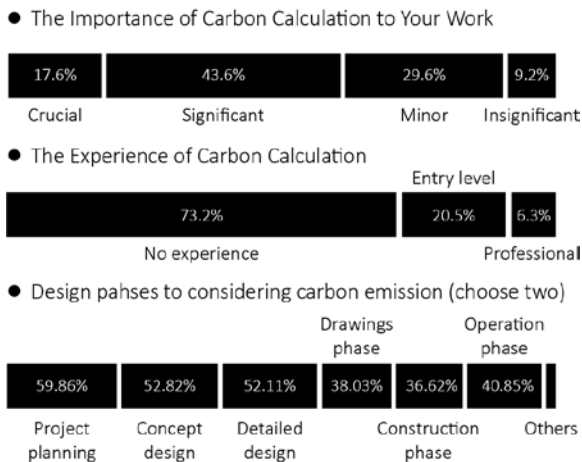 ● The Importance of Carbon Calculation to Your Work
17.6% 43.6% 29.6% 9.2%
Crucial Significant Minor Insignificant
● The Experience of Carbon Calculation
Entry level
73.2% 20.5% 6.3%
No experience Professional
● Design pahses to considering carbon emission (choose two)
Drawings Operation
phase phase
59.86% 52.82% 52.11% 38.03% 36.62% 40.85%
Project Concept Detailed Construction Others
planning design design phase